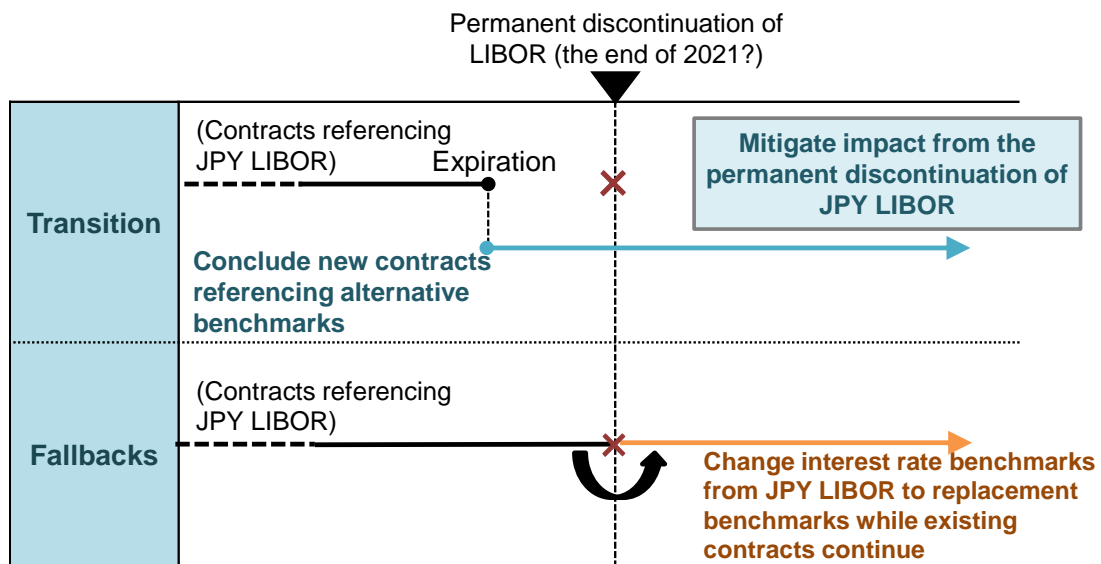 Permanent discontinuation of
LIBOR (the end of 2021?)
Transition
(Contracts referencing
JPY LIBOR)
Expiration
Mitigate impact from the
permanent discontinuation of
JPY LIBOR
Conclude new contracts
referencing alternative
benchmarks
Fallbacks
(Contracts referencing
JPY LIBOR)
Change interest rate benchmarks
from JPY LIBOR to replacement
benchmarks while existing
contracts continue